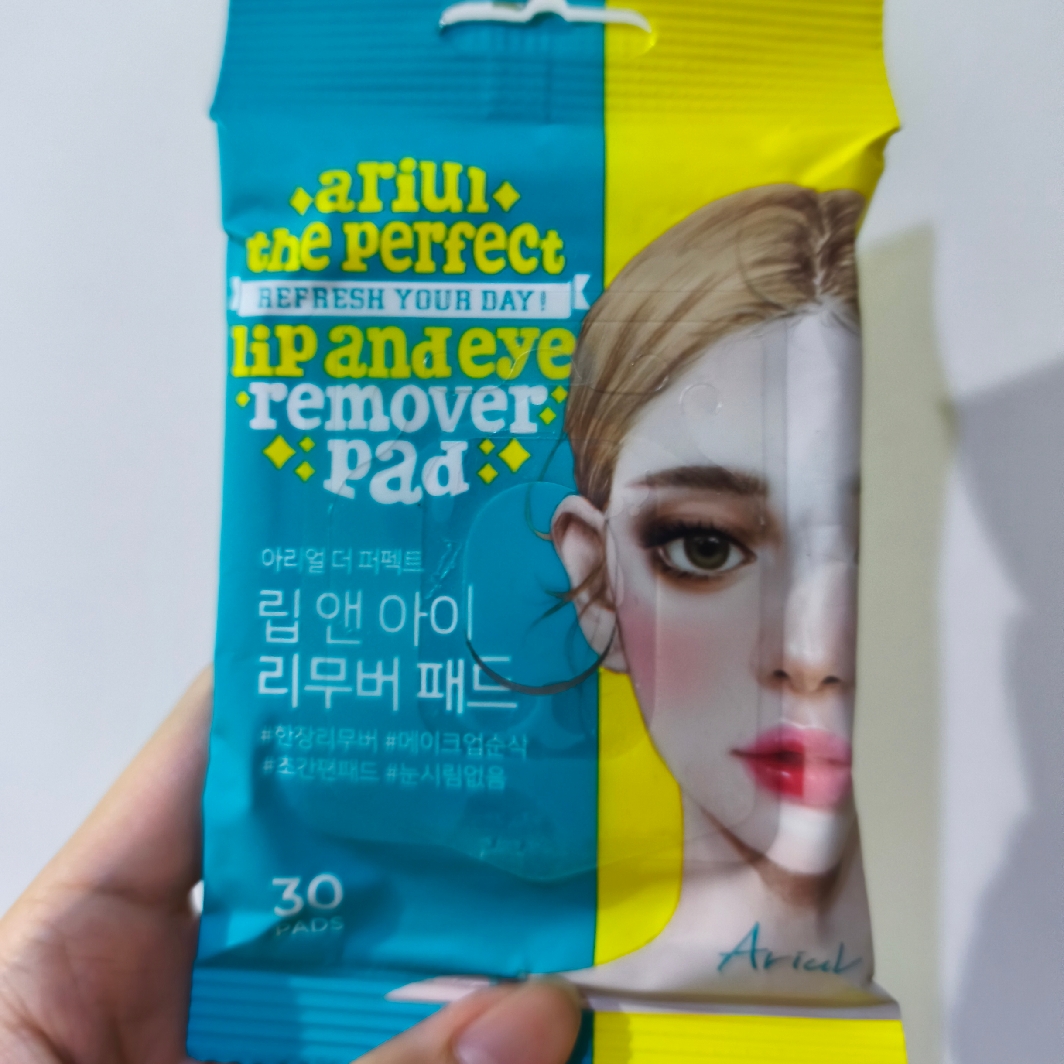 ariul
the perfect
REFRESH YOUR DAY!
lip and eye
remover
pad
아리얼 더 퍼펙트
립 앤 아이
리무버 패드
#한장리무버 #메이크업순삭
#초간편패드 #눈시림없음
30
PADS
Ariul